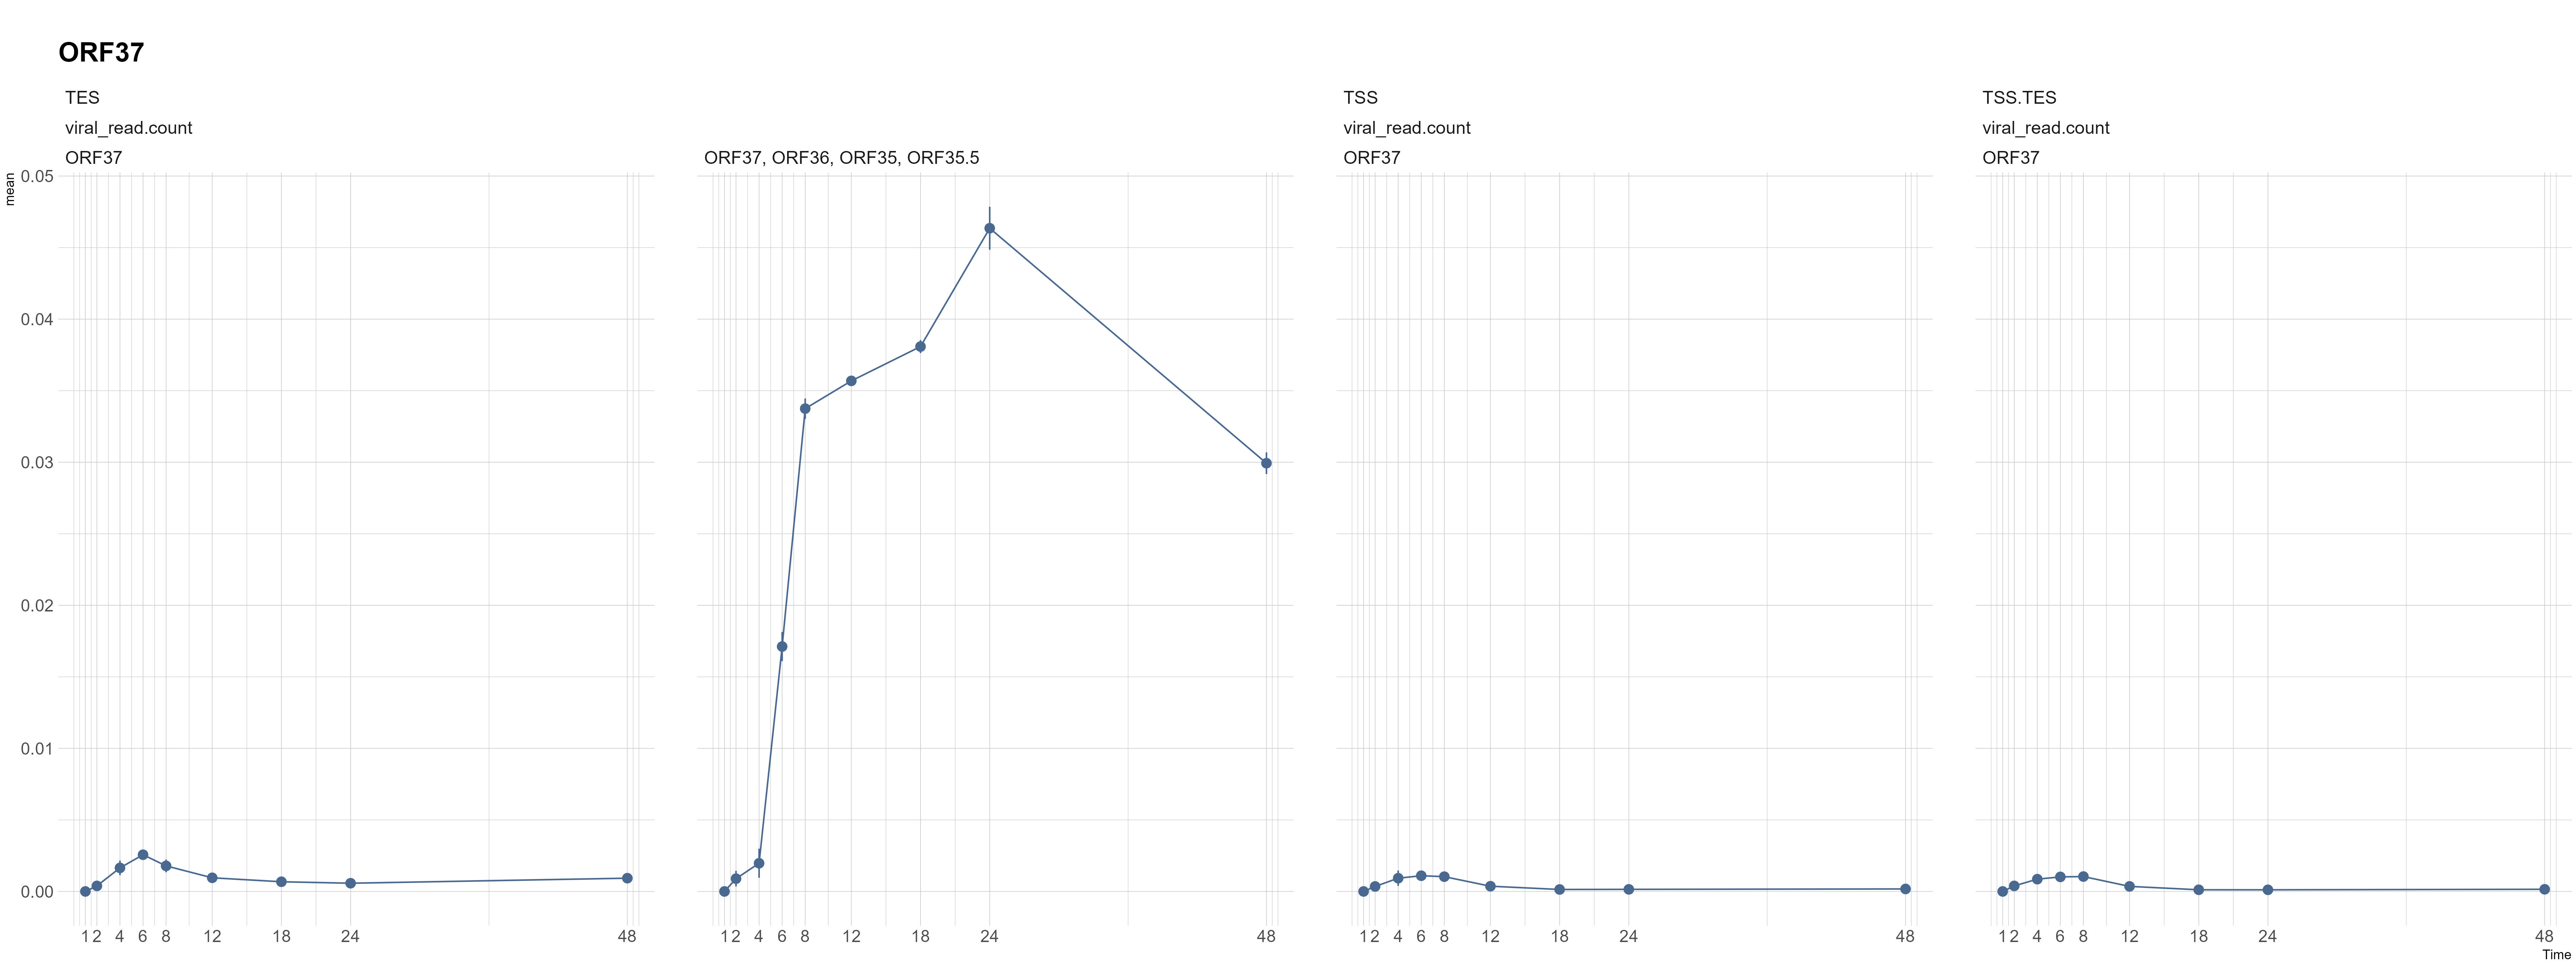 ORF37
TES
viral_read.count
ORF37
ORF37, ORF36, ORF35, ORF35.5
TSS
viral_read.count
ORF37
TSS.TES
viral_read.count
ORF37
mean
0.05
0.04
0.03
0.02
0.01
0.00
1 2 4 6 8 12 18 24 48
1 2 4 6 8 12 18 24 48
1 2 4 6 8 12 18 24 48
1 2 4 6 8 12 18 24 48
Time